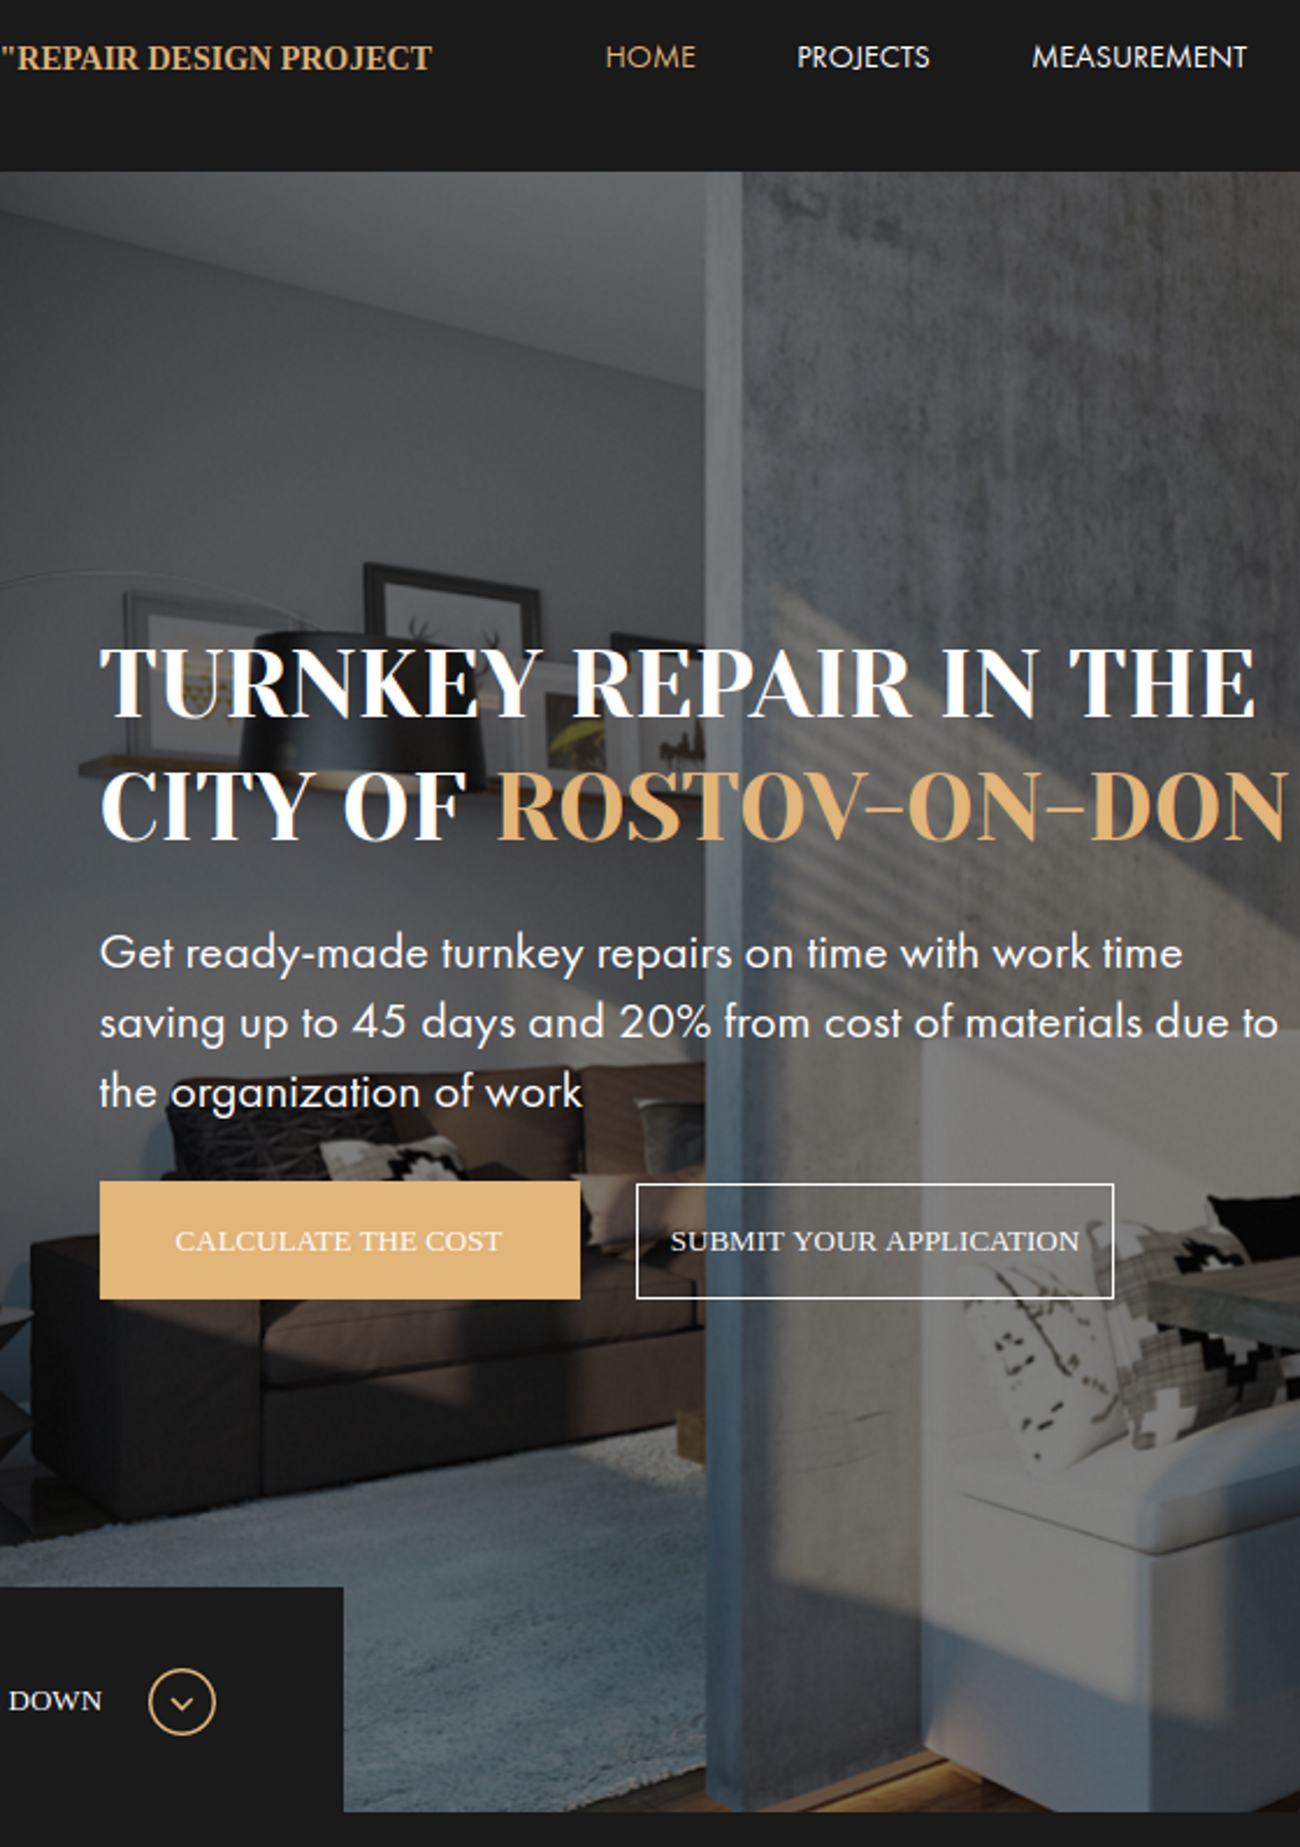 "REPAIR DESIGN PROJECT
HOME PROJECTS MEASUREMENT
TURNKEY REPAIR IN THE
CITY OF ROSTOV-ON-DON
Get ready-made turnkey repairs on time with work time
saving up to 45 days and 20% from cost of materials due to
the organization of work
CALCULATE THE COST
SUBMIT YOUR APPLICATION
DOWN